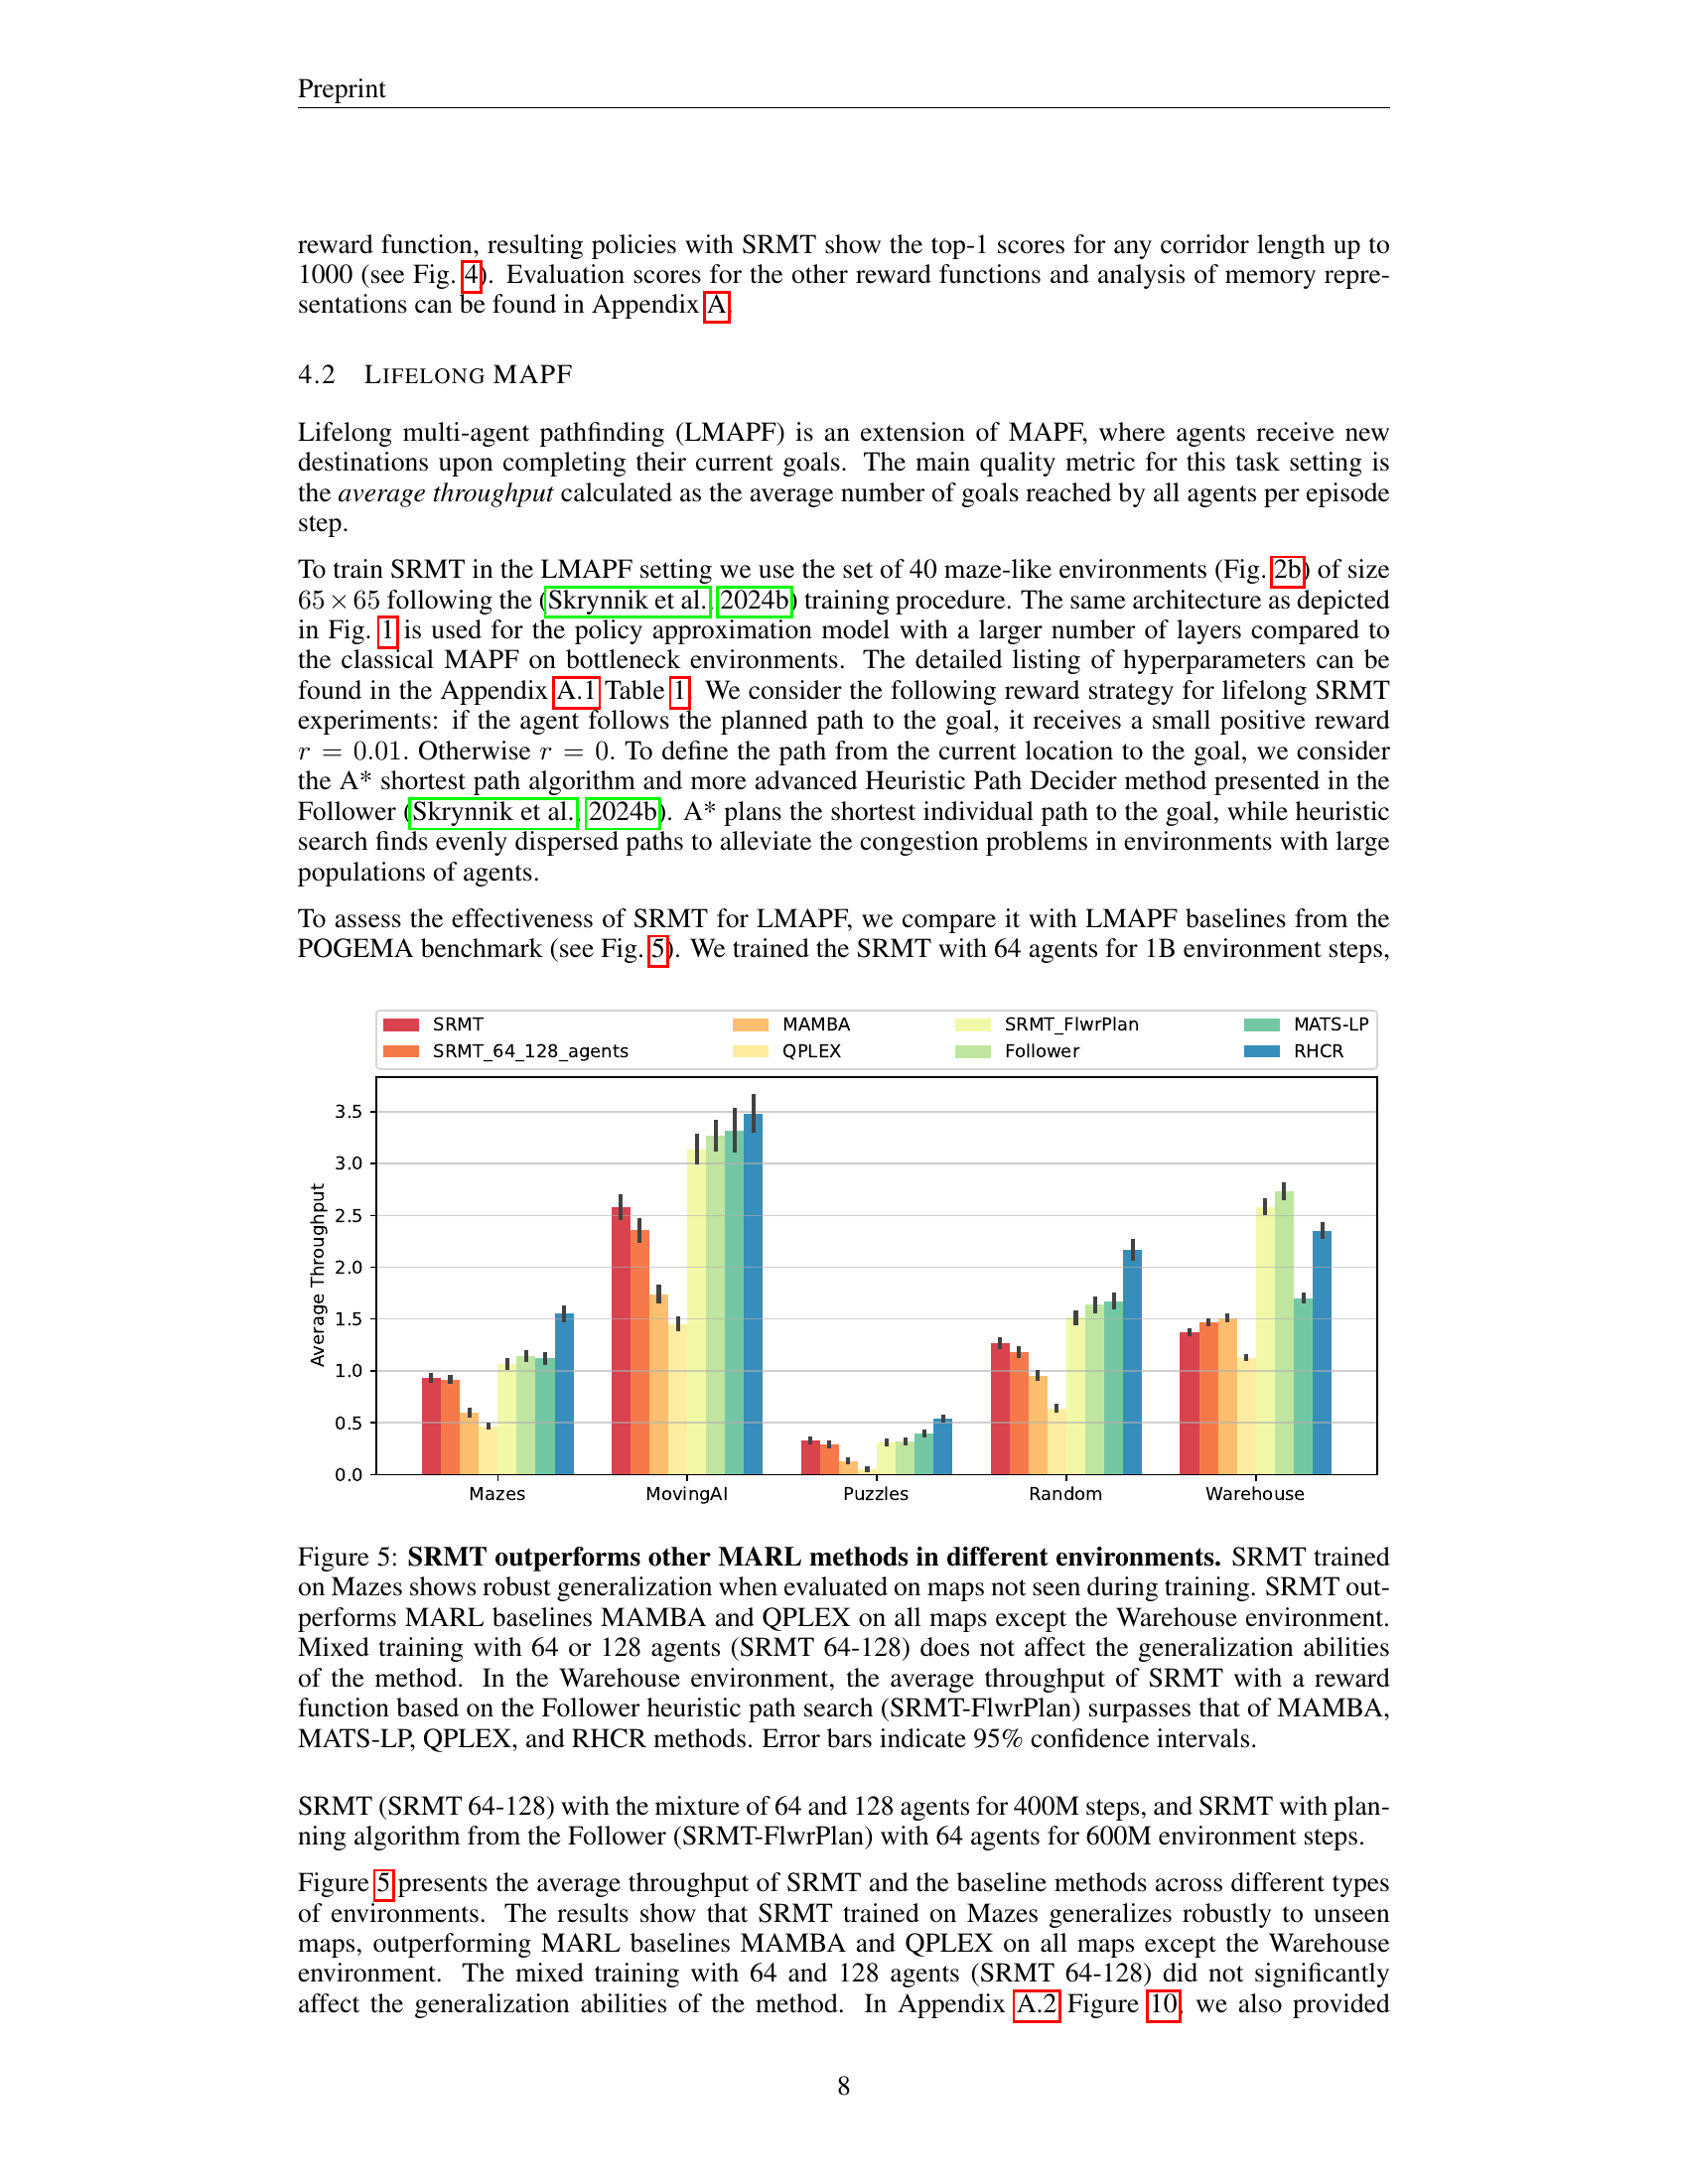 Preprint
reward function, resulting policies with SRMT show the top-1 scores for any corridor length up to
1000 (see Fig. 4). Evaluation scores for the other reward functions and analysis of memory repre-
sentations can be found in Appendix A.
4.2 LIFELONG MAPF
Lifelong multi-agent pathfinding (LMAPF) is an extension of MAPF, where agents receive new
destinations upon completing their current goals. The main quality metric for this task setting is
the average throughput calculated as the average number of goals reached by all agents per episode
step.
To train SRMT in the LMAPF setting we use the set of 40 maze-like environments (Fig. 2b) of size
65 × 65 following the (Skrynnik et al., 2024b) training procedure. The same architecture as depicted
in Fig. 1 is used for the policy approximation model with a larger number of layers compared to
the classical MAPF on bottleneck environments. The detailed listing of hyperparameters can be
found in the Appendix A.1 Table 1. We consider the following reward strategy for lifelong SRMT
experiments: if the agent follows the planned path to the goal, it receives a small positive reward
r = 0.01. Otherwise r = 0. To define the path from the current location to the goal, we consider
the A* shortest path algorithm and more advanced Heuristic Path Decider method presented in the
Follower (Skrynnik et al., 2024b). A* plans the shortest individual path to the goal, while heuristic
search finds evenly dispersed paths to alleviate the congestion problems in environments with large
populations of agents.
To assess the effectiveness of SRMT for LMAPF, we compare it with LMAPF baselines from the
POGEMA benchmark (see Fig. 5). We trained the SRMT with 64 agents for 1B environment steps,
SRMT MAMBA SRMT_FlwrPlan MATS-LP
SRMT_64_128_agents QPLEX Follower RHCR
Average Throughput
3.5
3.0
2.5
2.0
1.5
1.0
0.5
0.0
Mazes MovingAI Puzzles Random Warehouse
Figure 5: SRMT outperforms other MARL methods in different environments. SRMT trained
on Mazes shows robust generalization when evaluated on maps not seen during training. SRMT out-
performs MARL baselines MAMBA and QPLEX on all maps except the Warehouse environment.
Mixed training with 64 or 128 agents (SRMT 64-128) does not affect the generalization abilities
of the method. In the Warehouse environment, the average throughput of SRMT with a reward
function based on the Follower heuristic path search (SRMT-FlwrPlan) surpasses that of MAMBA,
MATS-LP, QPLEX, and RHCR methods. Error bars indicate 95% confidence intervals.
SRMT (SRMT 64-128) with the mixture of 64 and 128 agents for 400M steps, and SRMT with plan-
ning algorithm from the Follower (SRMT-FlwrPlan) with 64 agents for 600M environment steps.
Figure 5 presents the average throughput of SRMT and the baseline methods across different types
of environments. The results show that SRMT trained on Mazes generalizes robustly to unseen
maps, outperforming MARL baselines MAMBA and QPLEX on all maps except the Warehouse
environment. The mixed training with 64 and 128 agents (SRMT 64-128) did not significantly
affect the generalization abilities of the method. In Appendix A.2 Figure 10, we also provided
8